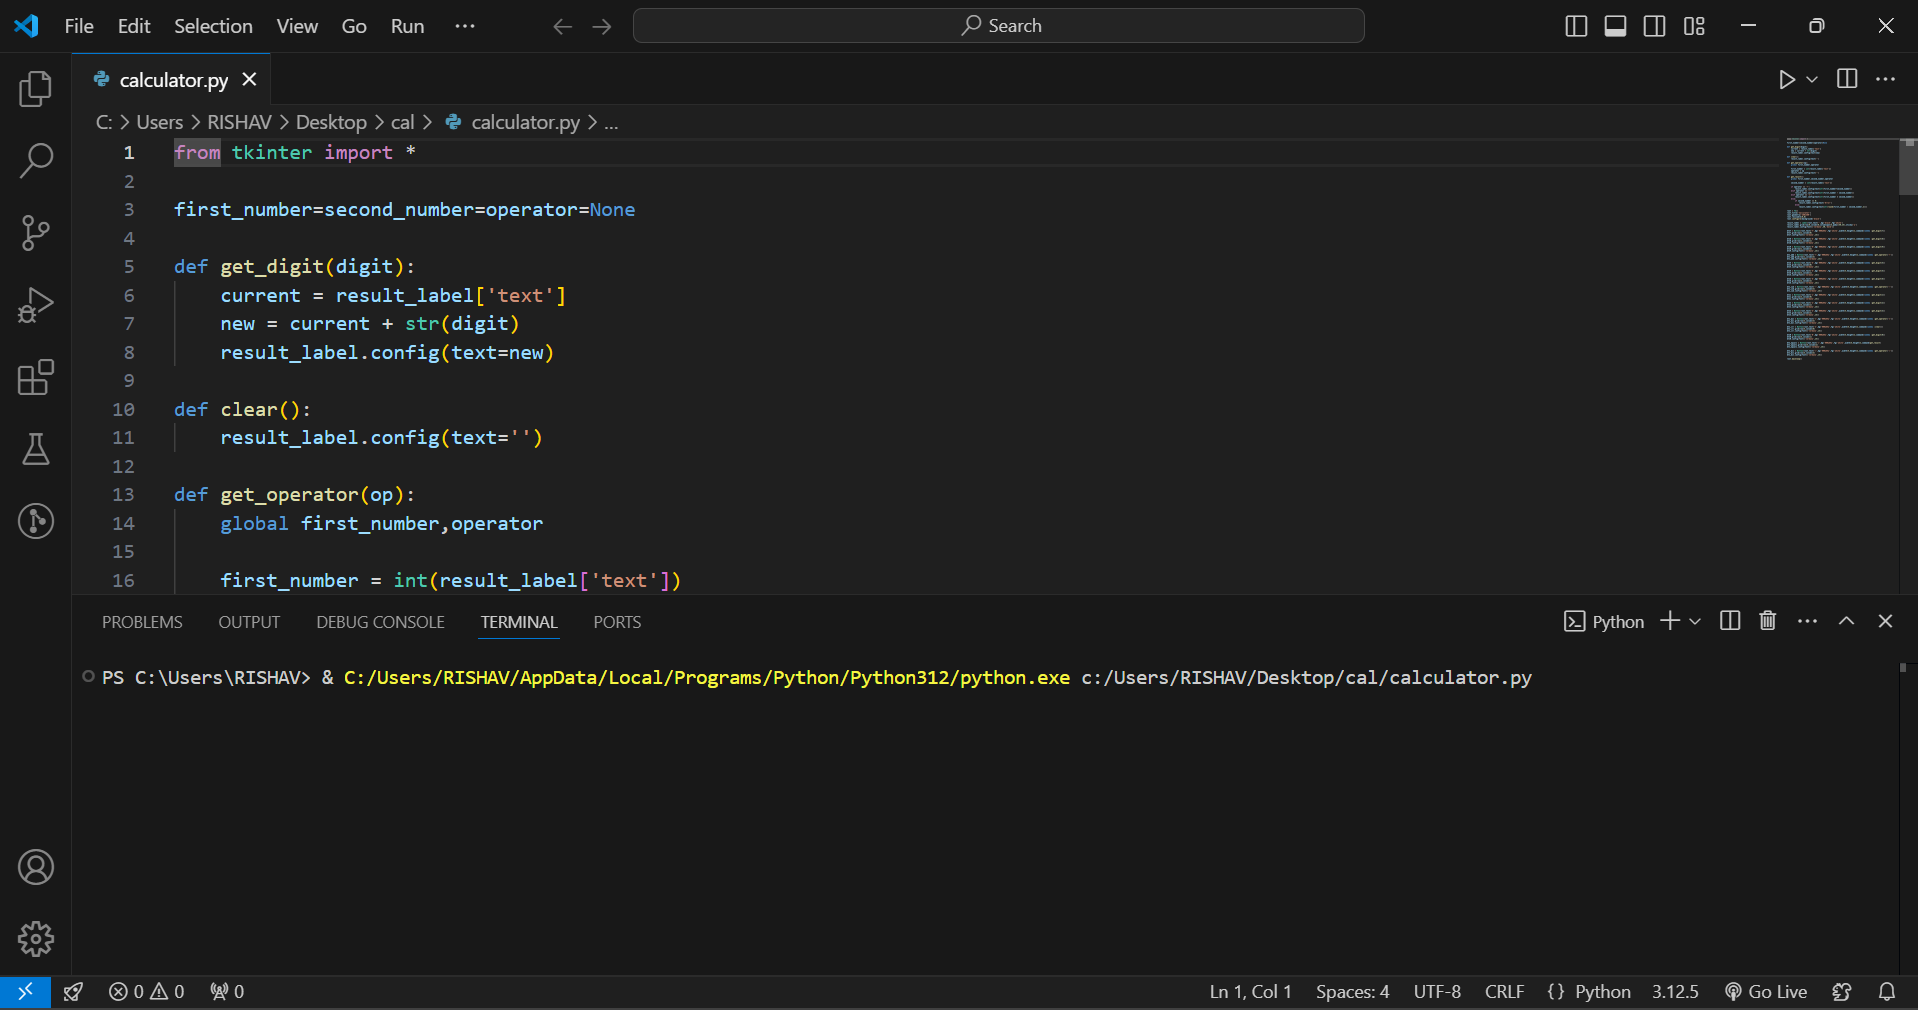 File Edit Selection View Go Run ··· Search
calculator.py
C: > Users > RISHAV > Desktop > cal > calculator.py > ...
1 from tkinter import *
2
3 first_number=second_number=operator=None
4
5 def get_digit(digit):
6 current = result_label['text']
7 new = current + str(digit)
8 result_label.config(text=new)
9
10 def clear():
11 result_label.config(text='')
12
13 def get_operator(op):
14 global first_number,operator
15
16 first_number = int(result_label['text'])
PROBLEMS OUTPUT DEBUG CONSOLE TERMINAL PORTS Python
PS C:\Users\RISHAV> & C:/Users/RISHAV/AppData/Local/Programs/Python/Python312/python.exe c:/Users/RISHAV/Desktop/cal/calculator.py
0 0 0 Ln 1, Col 1 Spaces: 4 UTF-8 CRLF {} Python 3.12.5 Go Live